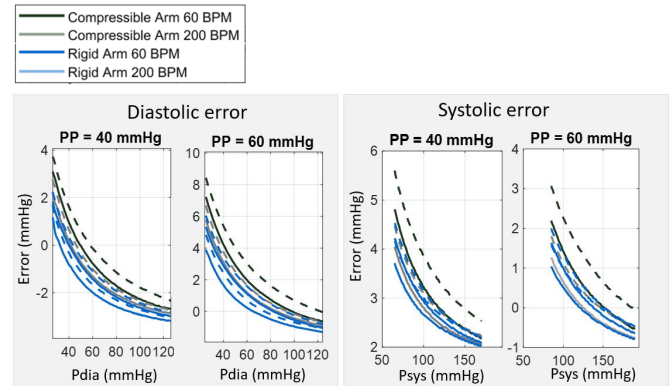 Compressible Arm 60 BPM
Compressible Arm 200 BPM
Rigid Arm 60 BPM
Rigid Arm 200 BPM
Diastolic error
PP = 40 mmHg
PP = 60 mmHg
Error (mmHg)
4
2
0
-2
40 60 80 100120
Pdia (mmHg)
10
8
6
4
2
0
40 60 80 100 120
Pdia (mmHg)
Systolic error
PP = 40 mmHg
PP = 60 mmHg
Error (mmHg)
6
5
4
3
2
50 100 150
Psys (mmHg)
4
3
2
1
0
-1
50 100 150
Psys (mmHg)